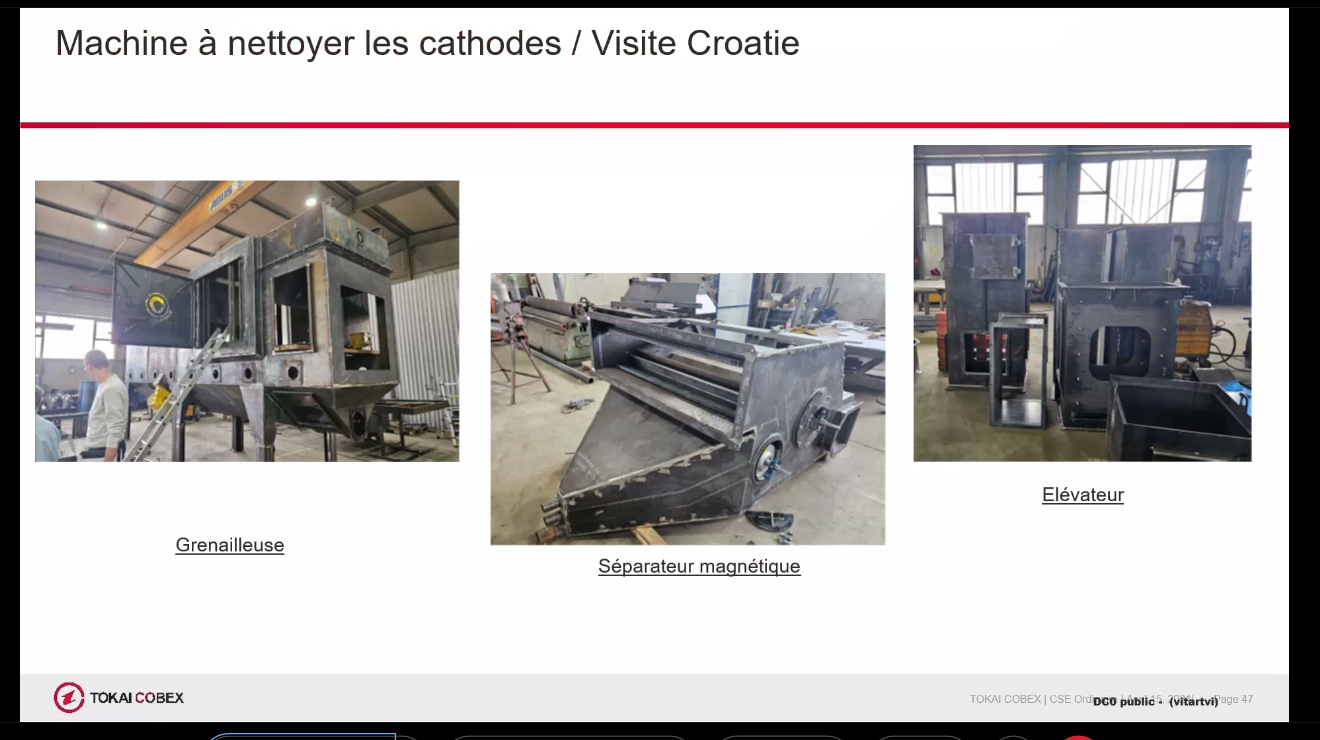 Machine à nettoyer les cathodes / Visite Croatie
ABUS
Elévateur
Grenailleuse
Séparateur magnétique
TOKAI COBEX
TOKAI COBEX | CSE
Page 47
DC0 public - (vitartvi)